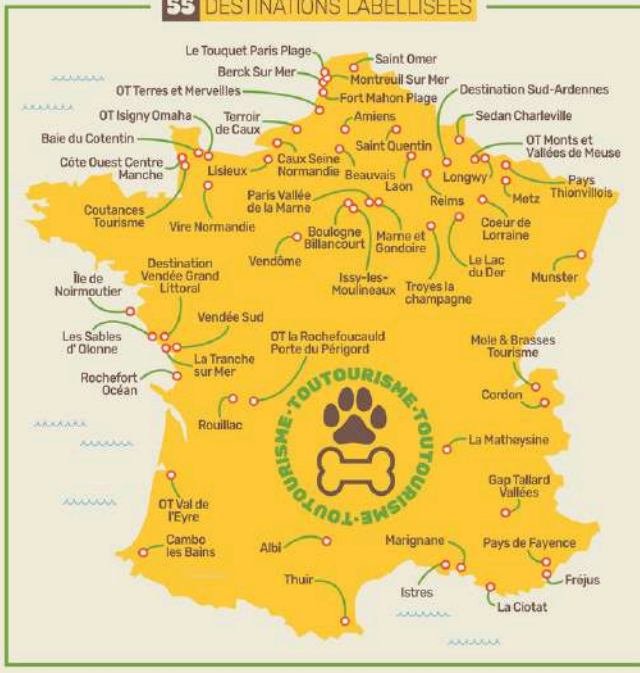 55 DESTINATIONS LABELLISÉES
Le Touquet Paris Plage
Saint Omer
Berck Sur Mer
Montreuil Sur Mer
OT Terres et Merveilles
Fort Mahon Plage
Destination Sud-Ardennes
OT Isigny Omaha
Terroir
de Caux
Amiens
Sedan Charleville
Baie du Cotentin
Saint Quentin
OT Monts et
Vallées de Meuse
Côte Ouest Centre
Manche
Lisieux
Caux Seine
Normandie
Beauvais
Laon
Longwy
Pays
Thionvillois
Coutances
Tourisme
Vire Normandie
Paris Vallée
de la Marne
Reims
Metz
Boulogne
Billancourt
Marne et
Gondoire
Coeur de
Lorraine
Vendôme
Issy-les-
Moulineaux
Troyes la
champagne
Le Lac
du Der
Munster
Île de
Noirmoutier
Destination
Vendée Grand
Littoral
Vendée Sud
Les Sables
d'Olonne
La Tranche
sur Mer
OT la Rochefoucauld
Porte du Périgord
Mole & Brasses
Tourisme
Rochefort
Océan
Cordon
Rouillac
TOUTOURISME·TOUTOURISME·TOUTOURISME·
La Matheysine
Gap Tallard
Vallées
OT Val de
l'Eyre
Cambo
les Bains
Albi
Marignane
Pays de Fayence
Thuir
Istres
Fréjus
La Ciotat